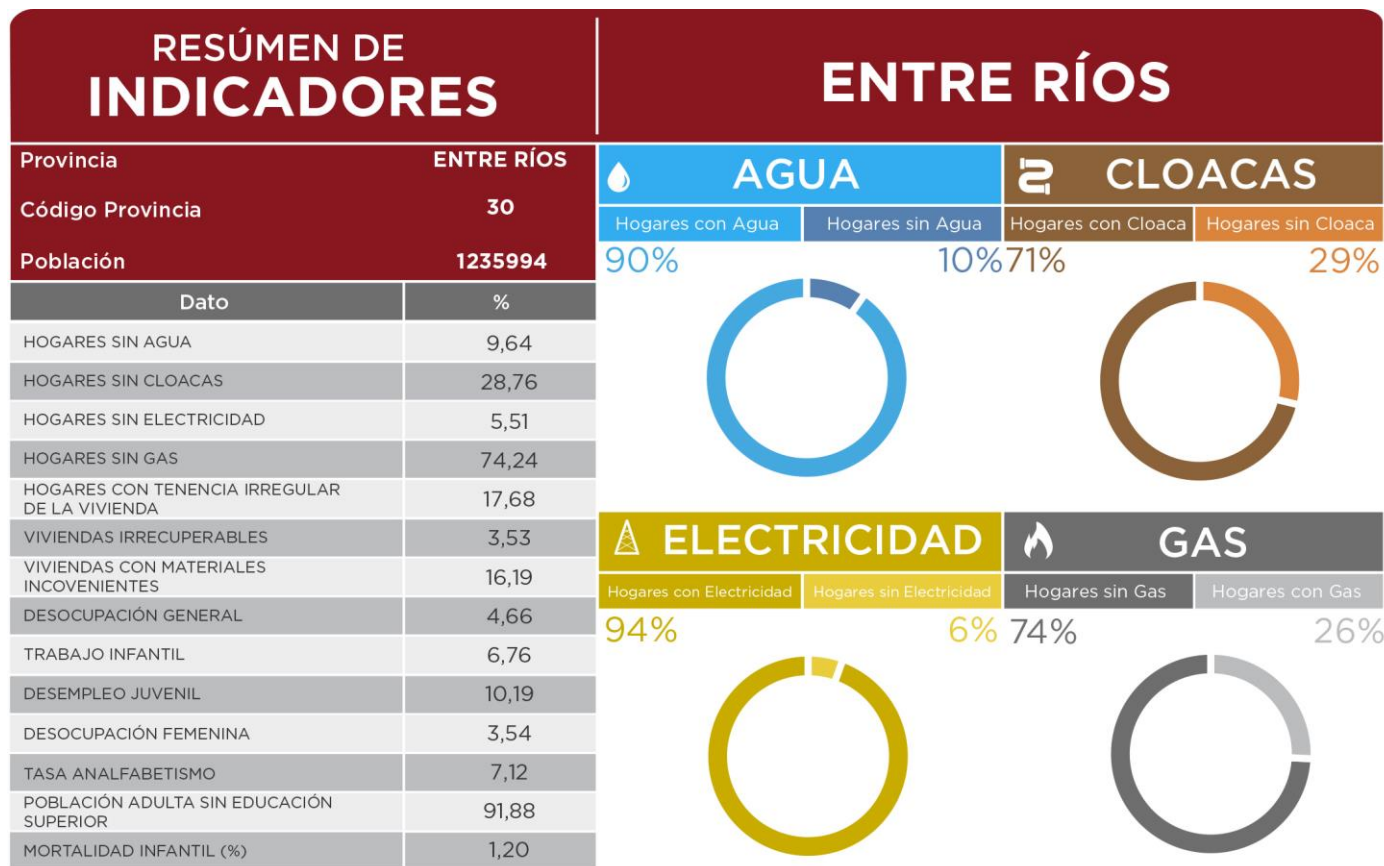 RESÚMEN DE
INDICADORES
ENTRE RÍOS
Provincia ENTRE RÍOS
Código Provincia 30
Población 1235994
Dato %
HOGARES SIN AGUA 9,64
HOGARES SIN CLOACAS 28,76
HOGARES SIN ELECTRICIDAD 5,51
HOGARES SIN GAS 74,24
HOGARES CON TENENCIA IRREGULAR
DE LA VIVIENDA 17,68
VIVIENDAS IRRECUPERABLES 3,53
VIVIENDAS CON MATERIALES
INCOVENIENTES 16,19
DESOCUPACIÓN GENERAL 4,66
TRABAJO INFANTIL 6,76
DESEMPLEO JUVENIL 10,19
DESOCUPACIÓN FEMENINA 3,54
TASA ANALFABETISMO 7,12
POBLACIÓN ADULTA SIN EDUCACIÓN
SUPERIOR 91,88
MORTALIDAD INFANTIL (%) 1,20
AGUA
Hogares con Agua Hogares sin Agua
90% 10%
CLOACAS
Hogares con Cloaca Hogares sin Cloaca
71% 29%
ELECTRICIDAD
Hogares con Electricidad Hogares sin Electricidad
94% 6%
GAS
Hogares sin Gas Hogares con Gas
74% 26%